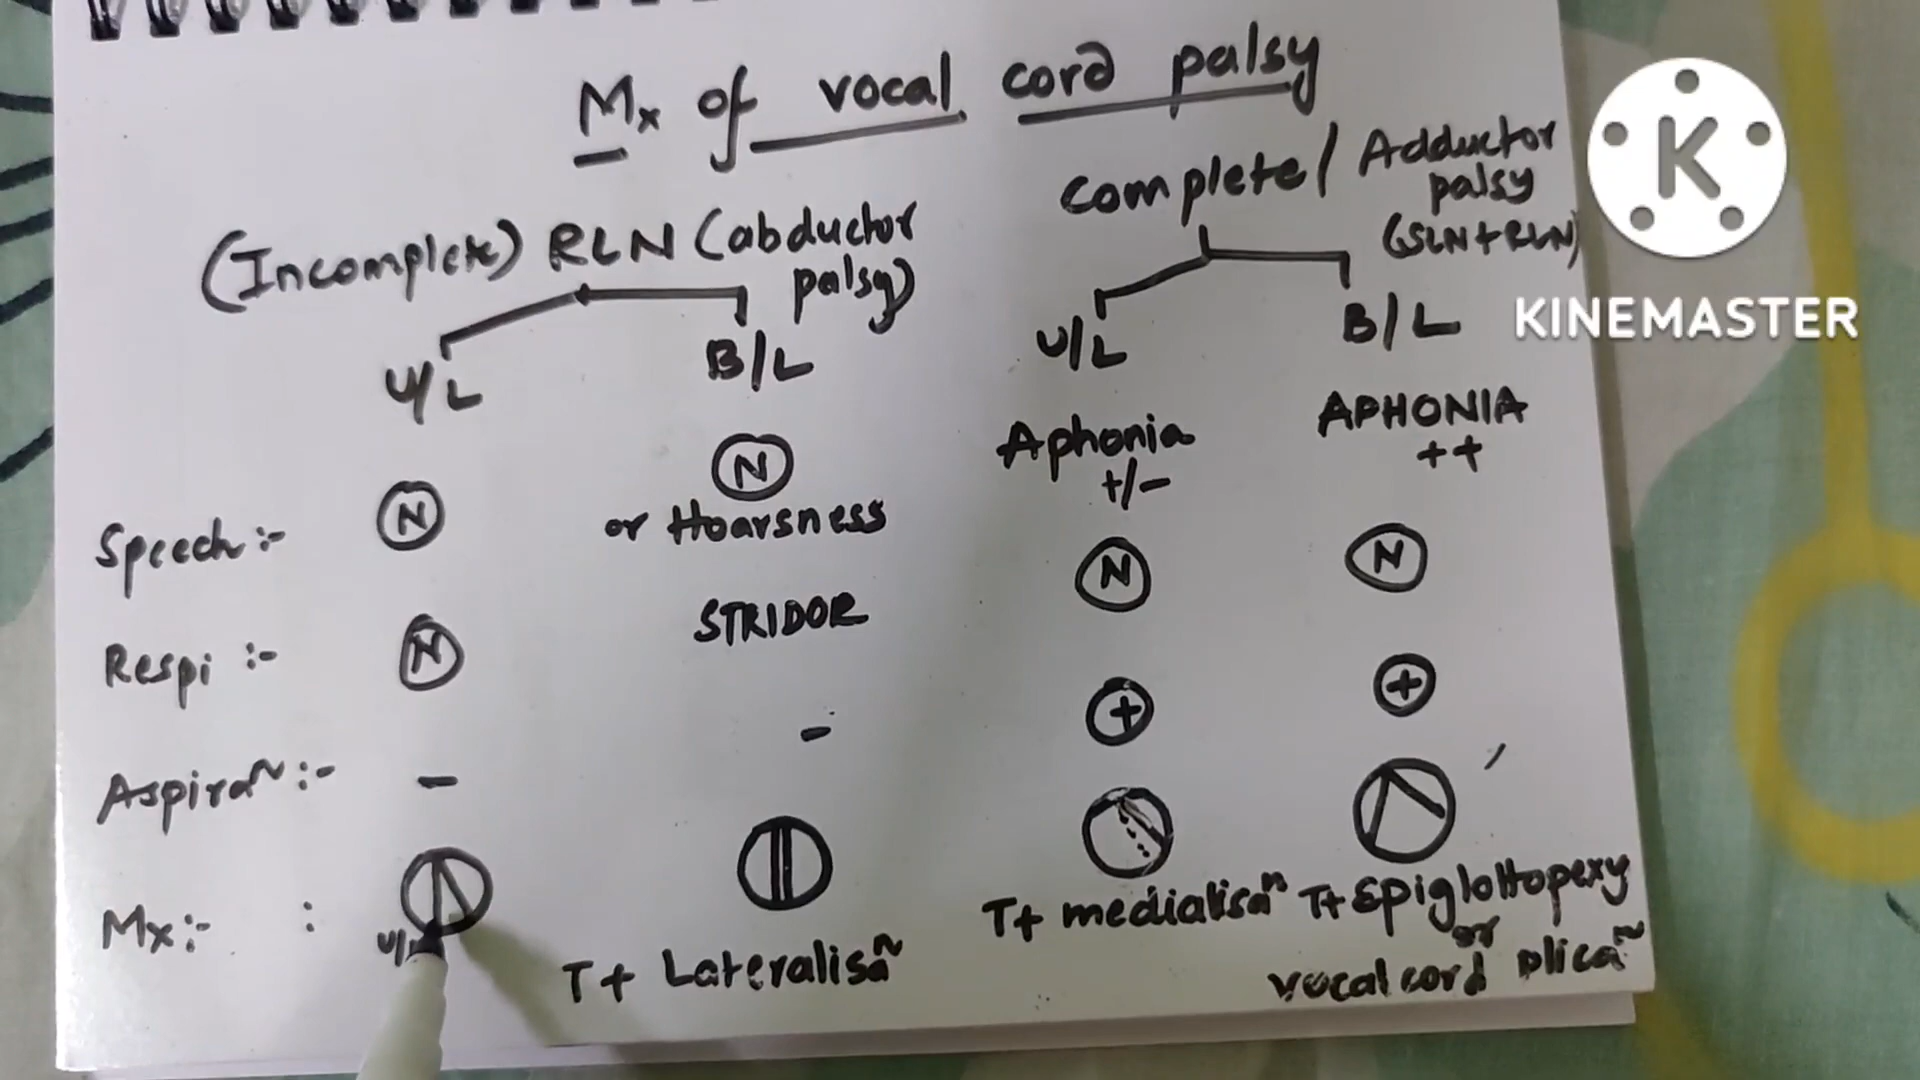 Mx of vocal cord palsy
(Incomplete) RLN (abductor palsy)
Complete / Adductor palsy (SLN + RLN)
U/L B/L U/L B/L
Speech :- N N or Hoarsness Aphonia +/- APHONIA ++
Respi :- N STRIDOR N N
Aspiraⁿ :- - - + +
Mx :- : U/ T+ Lateralisaⁿ T+ medialisaⁿ T+ Epiglottopexy or vocal cord plicaⁿ
K
KINEMASTER